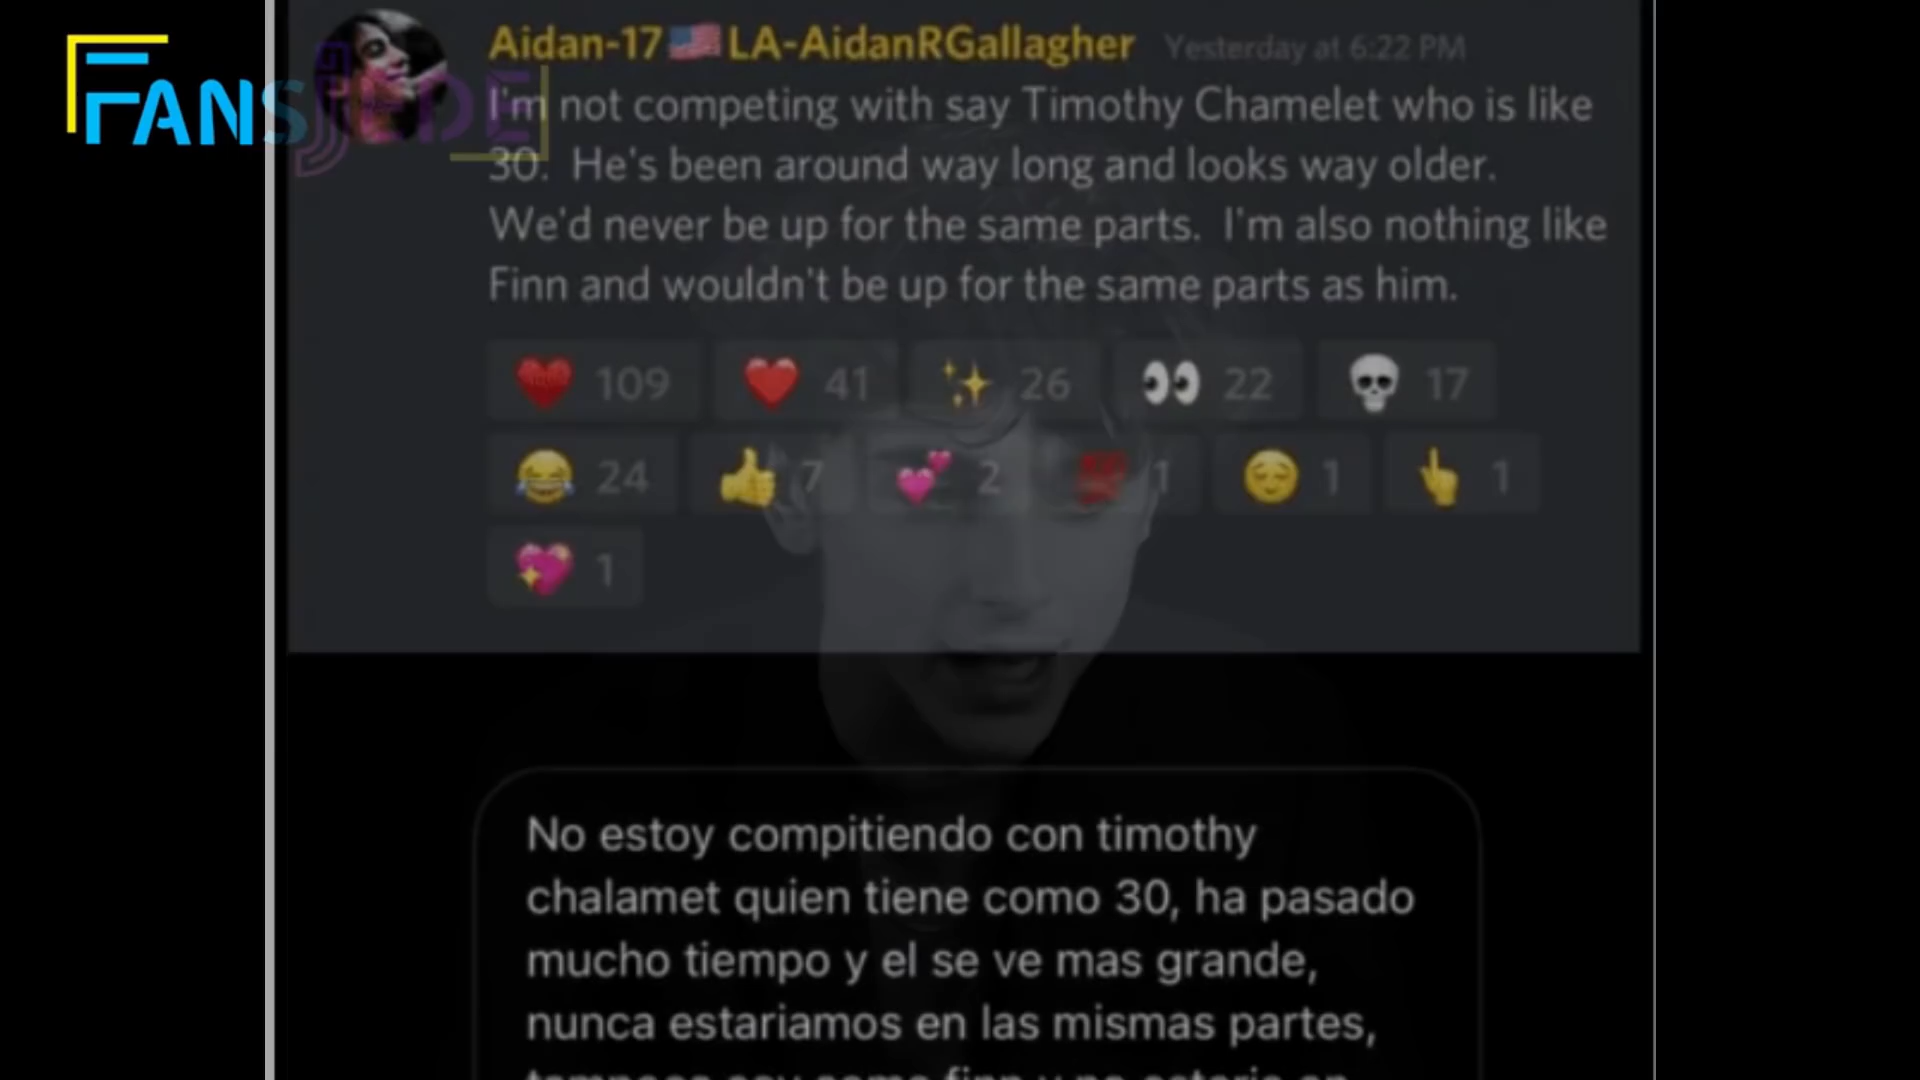 FANS SIDE
Aidan-17🇺🇸LA-AidanRGallagher Yesterday at 6:22 PM
I'm not competing with say Timothy Chamelet who is like
30. He's been around way long and looks way older.
We'd never be up for the same parts. I'm also nothing like
Finn and wouldn't be up for the same parts as him.
❤️ 109 ❤️ 41 ✨ 26 👀 22 💀 17
😂 24 👍 7 💕 2 💯 1 😌 1 👆 1
💖 1
No estoy compitiendo con timothy
chalamet quien tiene como 30, ha pasado
mucho tiempo y el se ve mas grande,
nunca estariamos en las mismas partes,